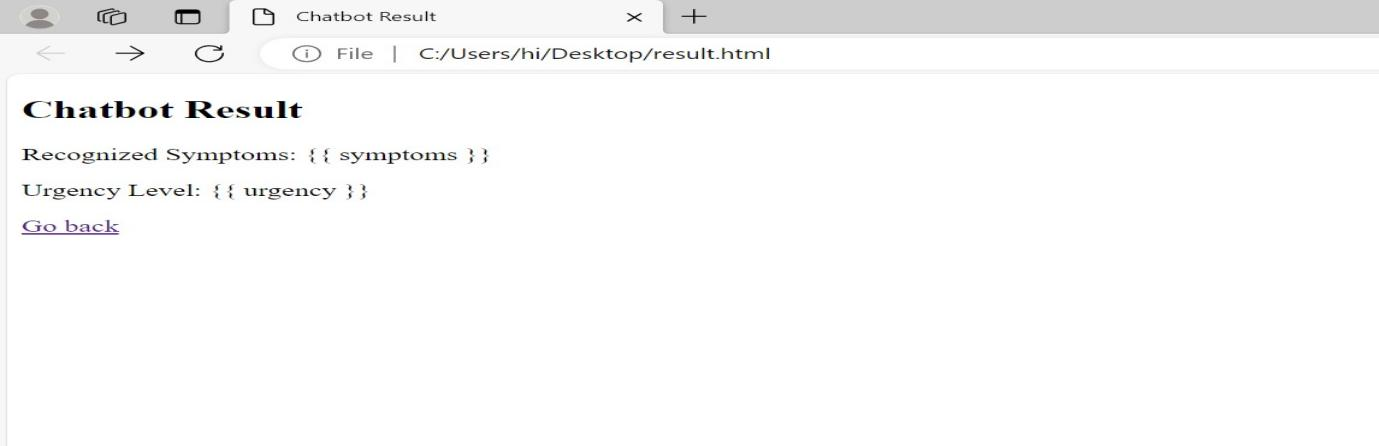 Chatbot Result
File | C:/Users/hi/Desktop/result.html
Chatbot Result
Recognized Symptoms: {{ symptoms }}
Urgency Level: {{ urgency }}
Go back